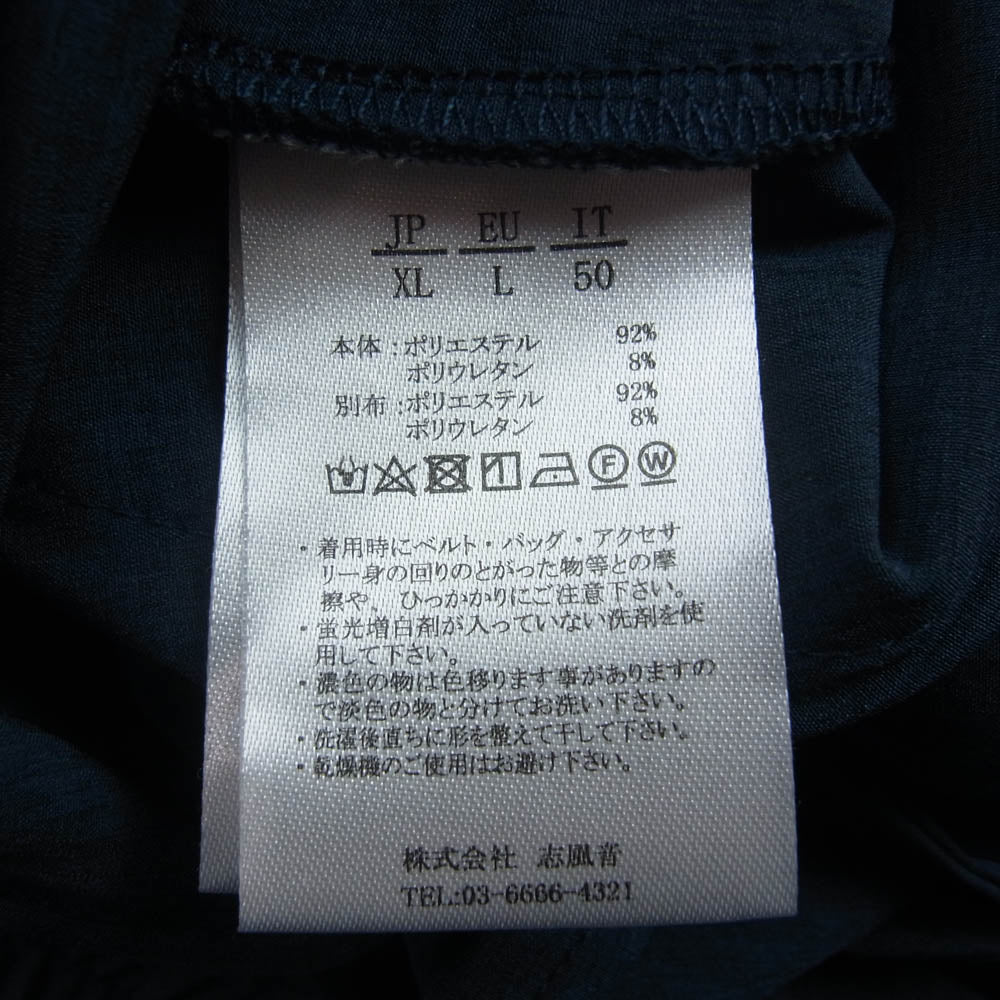 JP EU IT
XL L 50
本体:ポリエステル 92%
ポリウレタン 8%
別布:ポリエステル 92%
ポリウレタン 8%
F W
・着用時にベルト・バッグ・アクセサ
リー身の回りのとがった物等との摩
擦や、ひっかかりにご注意下さい。
・蛍光増白剤が入っていない洗剤を使
用して下さい。
・濃色の物は色移ります事がありますの
で淡色の物と分けてお洗い下さい。
・洗濯後直ちに形を整えて干して下さい。
・乾燥機のご使用はお避け下さい。
株式会社 志風音
TEL:03-6666-4321